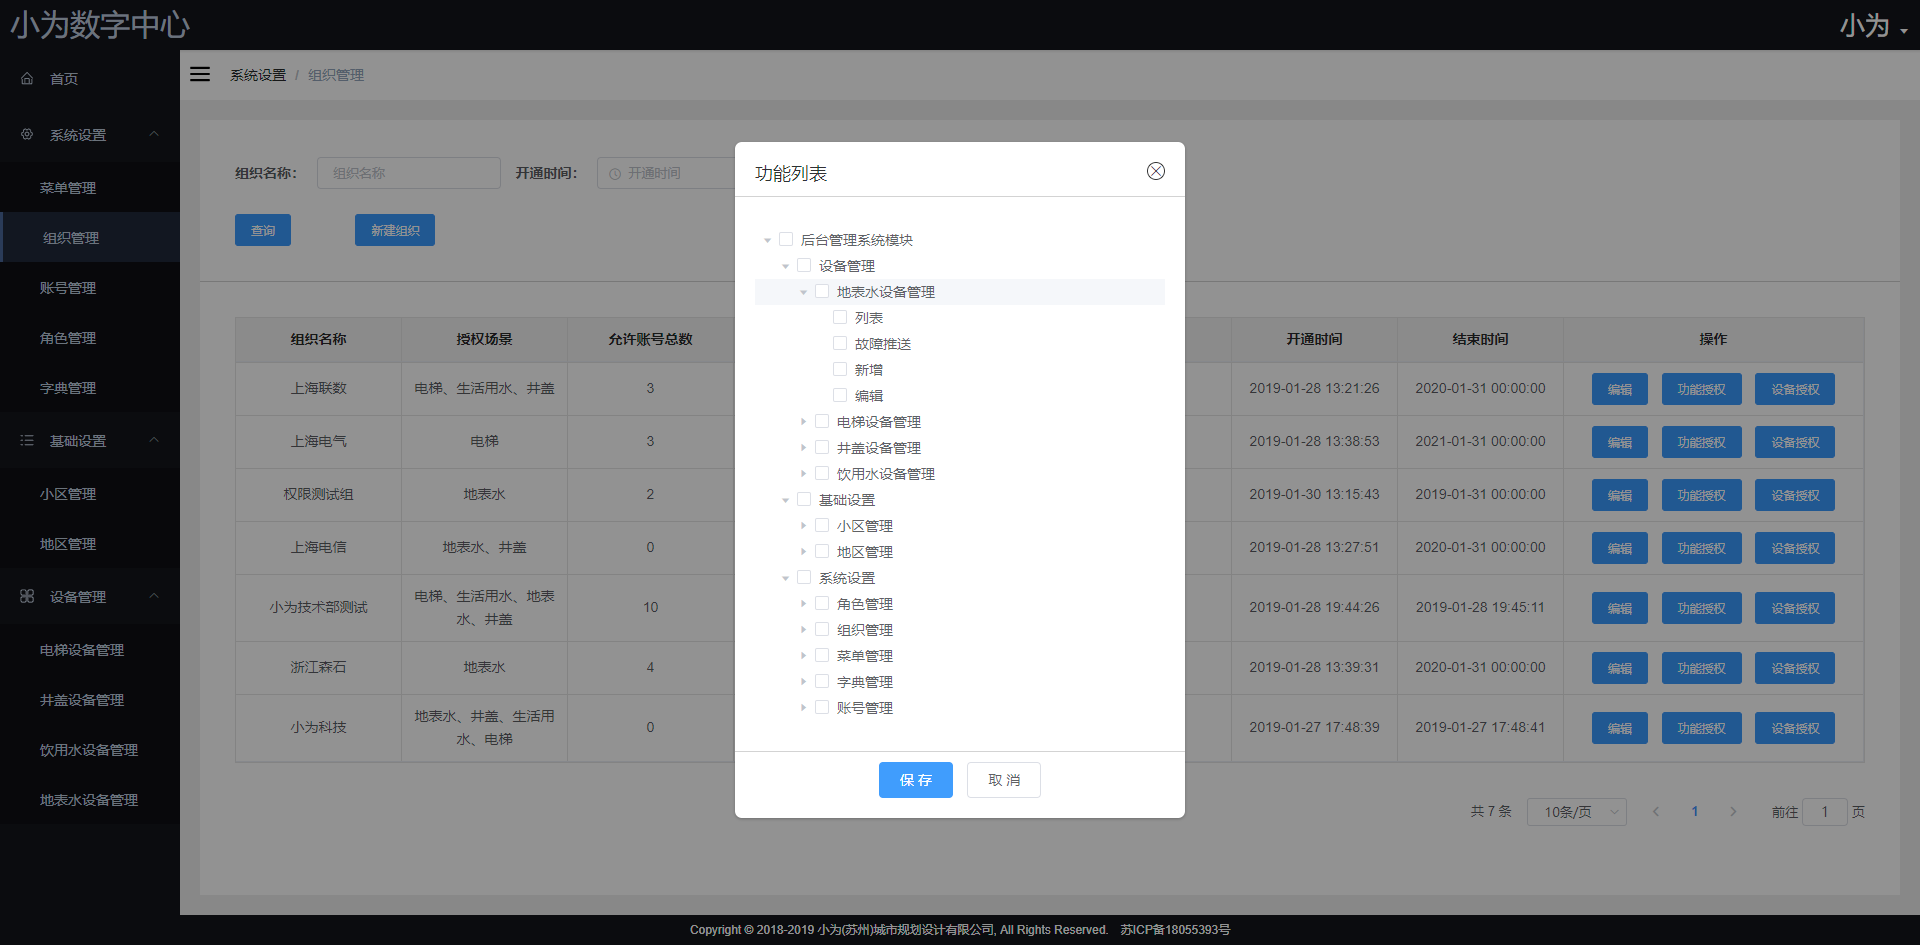 小为数字中心
小为
首页
系统设置
菜单管理
组织管理
账号管理
角色管理
字典管理
基础设置
小区管理
地区管理
设备管理
电梯设备管理
井盖设备管理
饮用水设备管理
地表水设备管理
系统设置 / 组织管理
组织名称： 组织名称 开通时间： 开通时间
查询 新建组织
组织名称 授权场景 允许账号总数 开通时间 结束时间 操作
上海联数 电梯、生活用水、井盖 3 2019-01-28 13:21:26 2020-01-31 00:00:00 编辑 功能授权 设备授权
上海电气 电梯 3 2019-01-28 13:38:53 2021-01-31 00:00:00 编辑 功能授权 设备授权
权限测试组 地表水 2 2019-01-30 13:15:43 2019-01-31 00:00:00 编辑 功能授权 设备授权
上海电信 地表水、井盖 0 2019-01-28 13:27:51 2020-01-31 00:00:00 编辑 功能授权 设备授权
小为技术部测试 电梯、生活用水、地表
水、井盖 10 2019-01-28 19:44:26 2019-01-28 19:45:11 编辑 功能授权 设备授权
浙江森石 地表水 4 2019-01-28 13:39:31 2020-01-31 00:00:00 编辑 功能授权 设备授权
小为科技 地表水、井盖、生活用
水、电梯 0 2019-01-27 17:48:39 2019-01-27 17:48:41 编辑 功能授权 设备授权
共 7 条 10条/页 1 前往 1 页
功能列表
后台管理系统模块
设备管理
地表水设备管理
列表
故障推送
新增
编辑
电梯设备管理
井盖设备管理
饮用水设备管理
基础设置
小区管理
地区管理
系统设置
角色管理
组织管理
菜单管理
字典管理
账号管理
保 存 取 消
Copyright © 2018-2019 小为(苏州)城市规划设计有限公司, All Rights Reserved. 苏ICP备18055393号